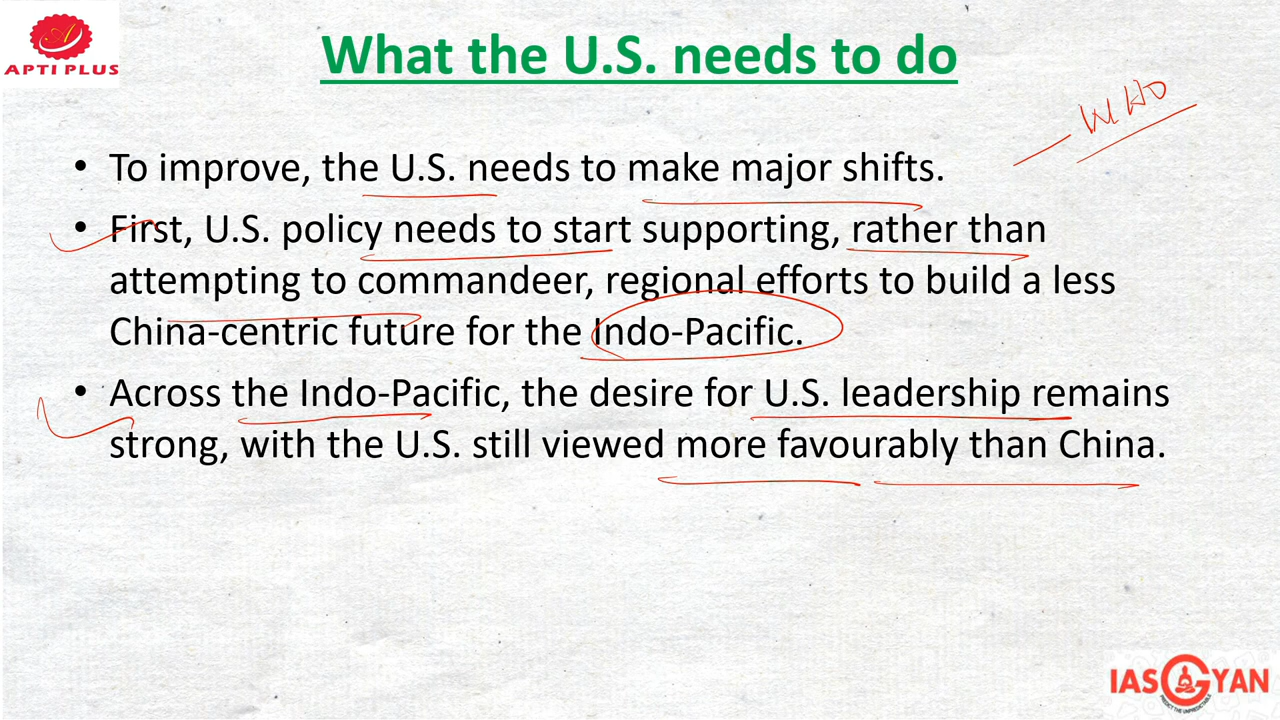 APTI PLUS
What the U.S. needs to do
WHO
• To improve, the U.S. needs to make major shifts.
• First, U.S. policy needs to start supporting, rather than
attempting to commandeer, regional efforts to build a less
China-centric future for the Indo-Pacific.
• Across the Indo-Pacific, the desire for U.S. leadership remains
strong, with the U.S. still viewed more favourably than China.
IAS GYAN
PREDICT THE UNPREDICTABLE